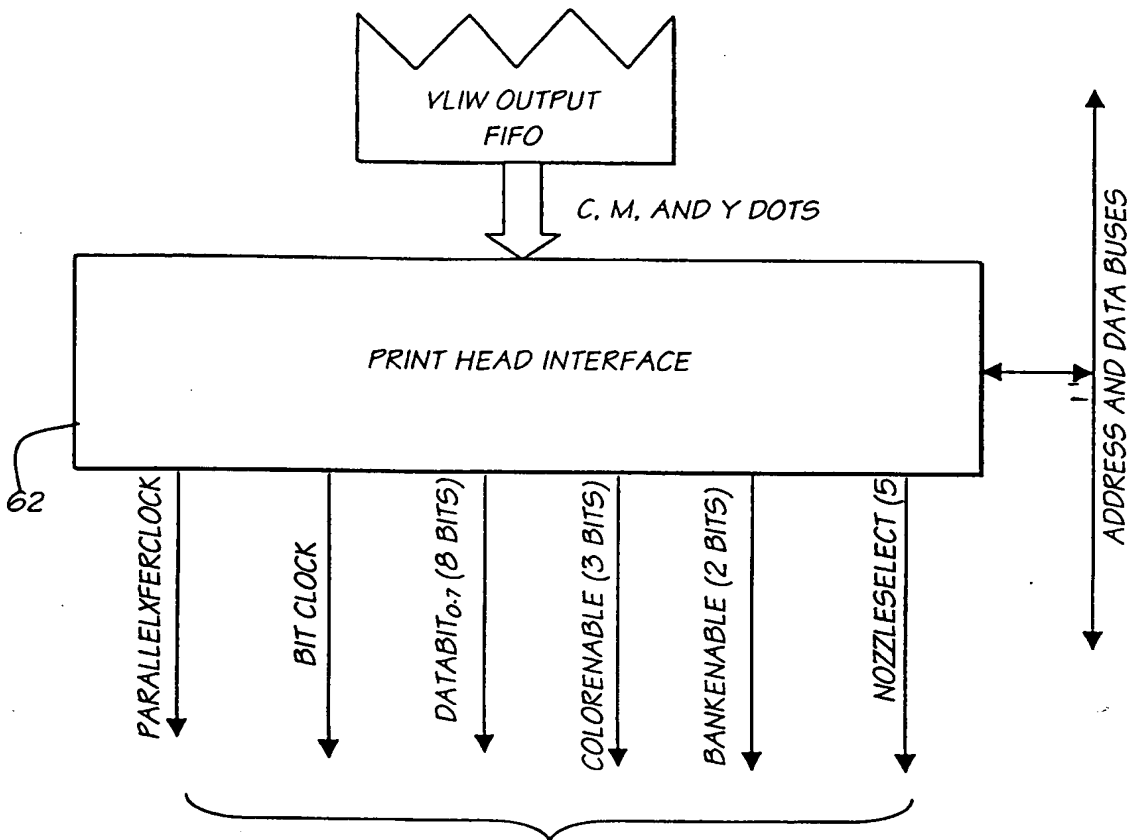 VLIW OUTPUT
FIFO
C, M, AND Y DOTS
PRINT HEAD INTERFACE
ADDRESS AND DATA BUSES
62
PARALLELXFERCLOCK
BIT CLOCK
DATABIT0-7 (8 BITS)
COLORENABLE (3 BITS)
BANKENABLE (2 BITS)
NOZZLESELECT (5)